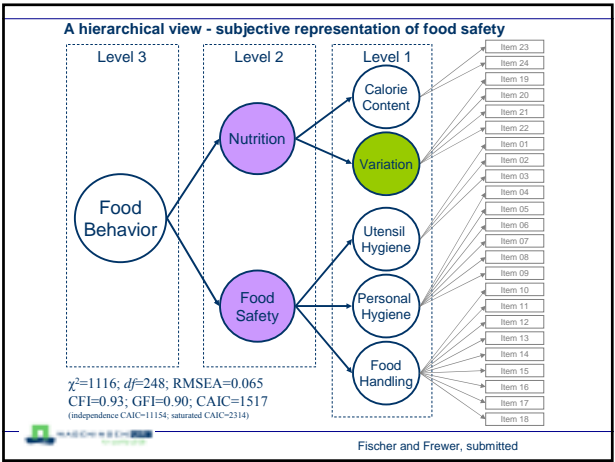 A hierarchical view - subjective representation of food safety
Level 3
Level 2
Level 1
Food
Behavior
Nutrition
Food
Safety
Calorie
Content
Variation
Utensil
Hygiene
Personal
Hygiene
Food
Handling
Item 23
Item 24
Item 19
Item 20
Item 21
Item 22
Item 01
Item 02
Item 03
Item 04
Item 05
Item 06
Item 07
Item 08
Item 09
Item 10
Item 11
Item 12
Item 13
Item 14
Item 15
Item 16
Item 17
Item 18
χ²=1116; df=248; RMSEA=0.065
CFI=0.93; GFI=0.90; CAIC=1517
(independence CAIC=11154; saturated CAIC=2314)
Fischer and Frewer, submitted